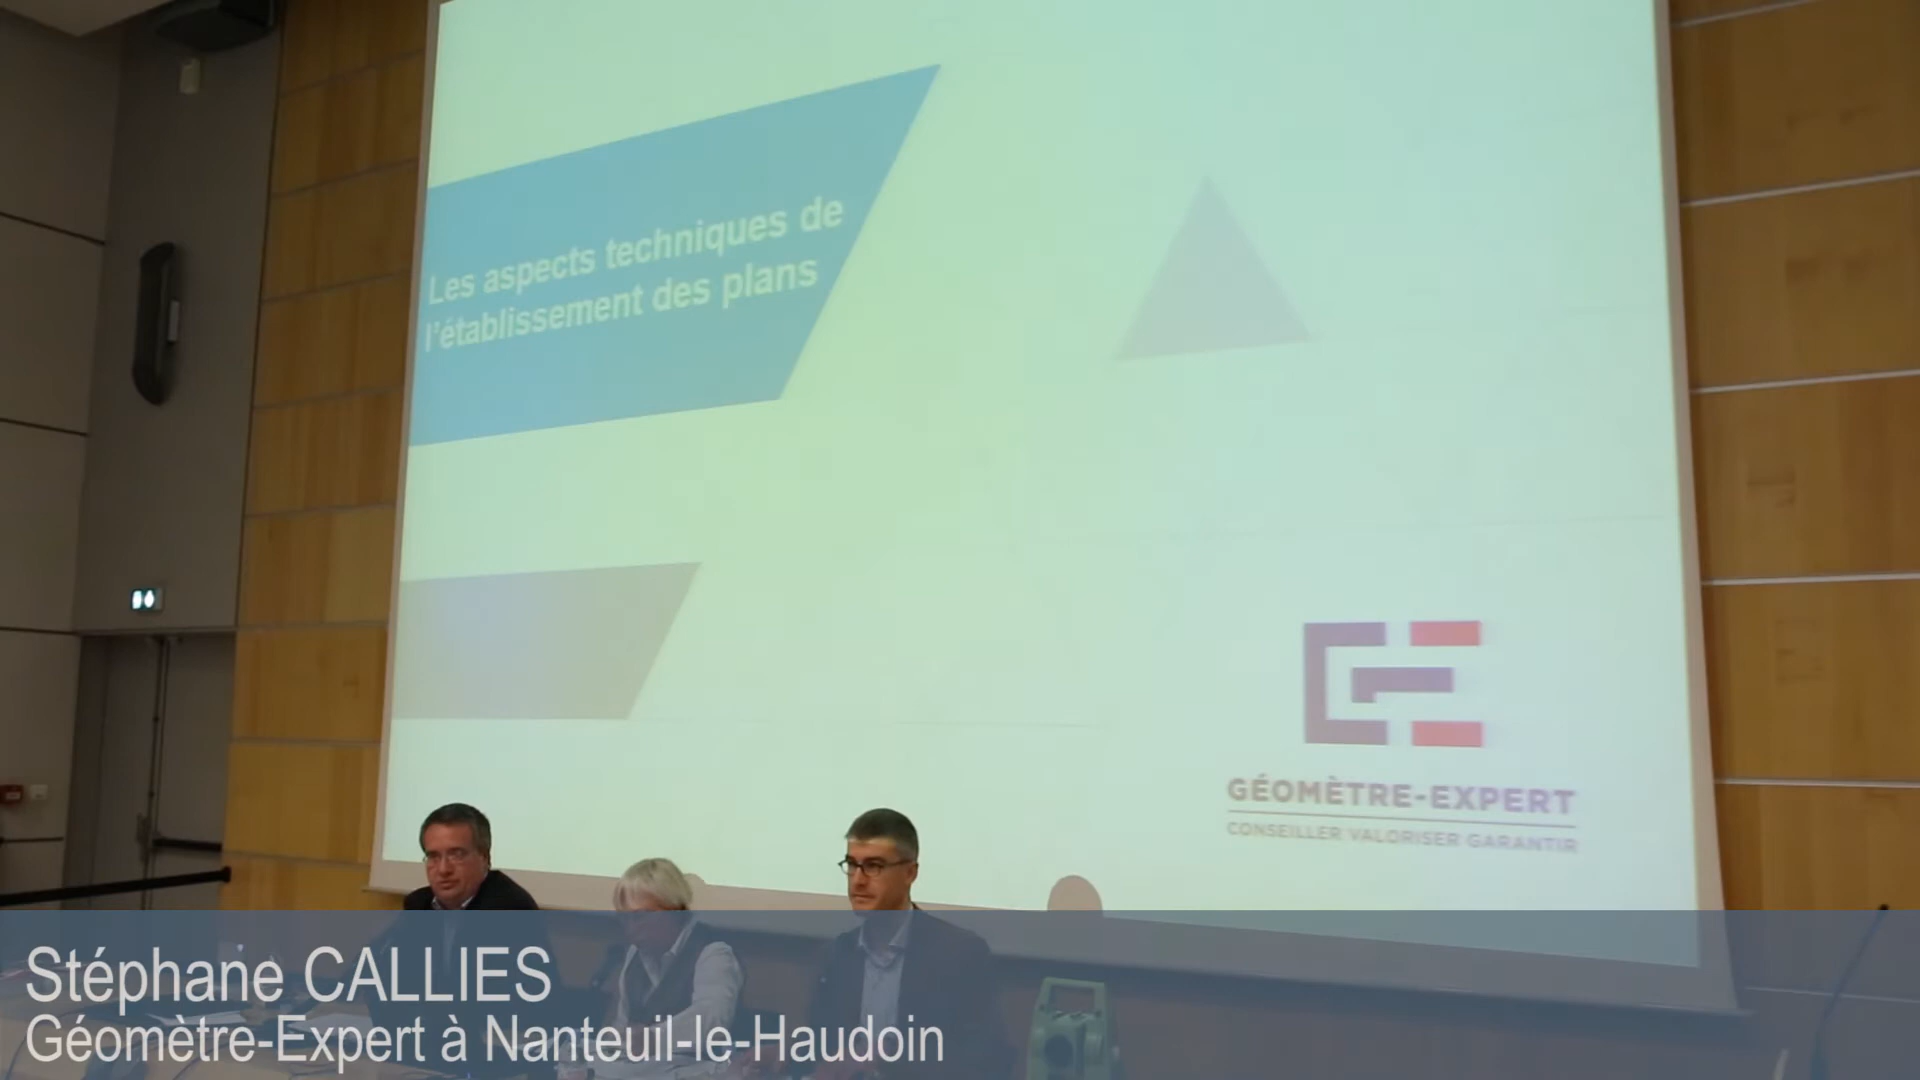 Les aspects techniques de
l'établissement des plans
GÉOMÈTRE-EXPERT
CONSEILLER VALORISER GARANTIR
Stéphane CALLIES
Géomètre-Expert à Nanteuil-le-Haudoin